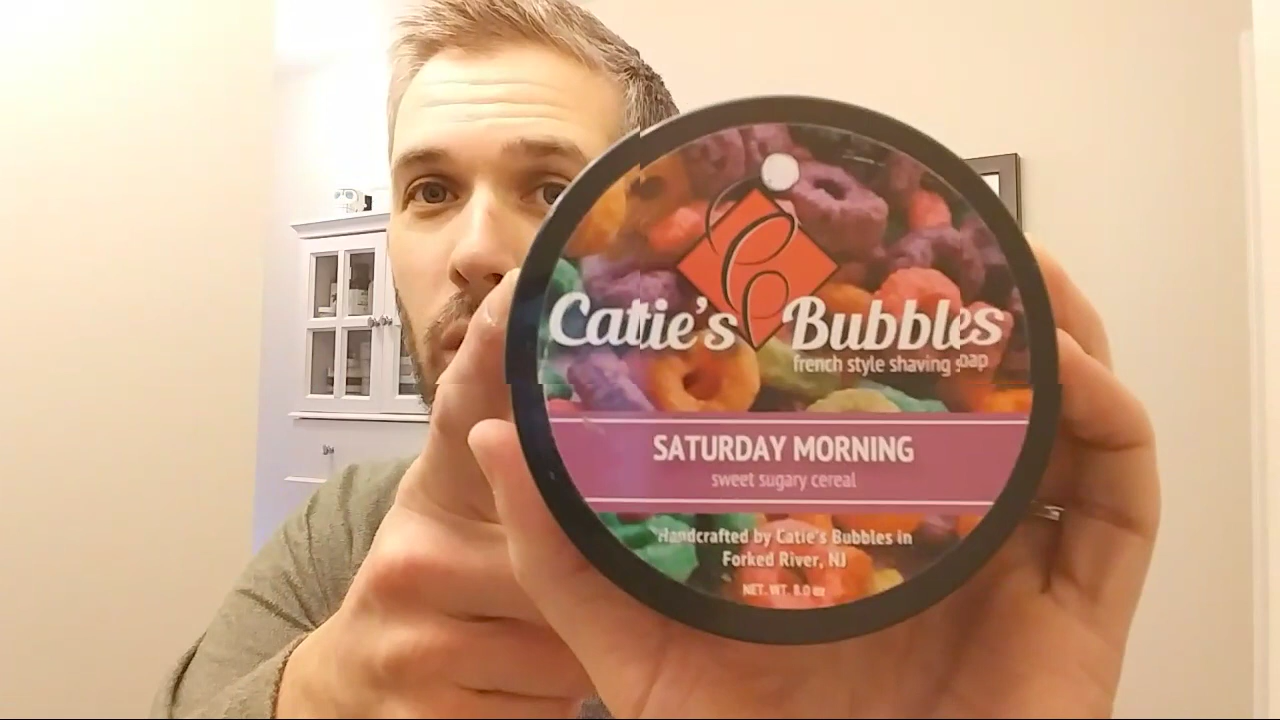 Catie's Bubbles
french style shaving soap
SATURDAY MORNING
sweet sugary cereal
Handcrafted by Catie's Bubbles in
Forked River, NJ
NET. WT. 8.0 oz